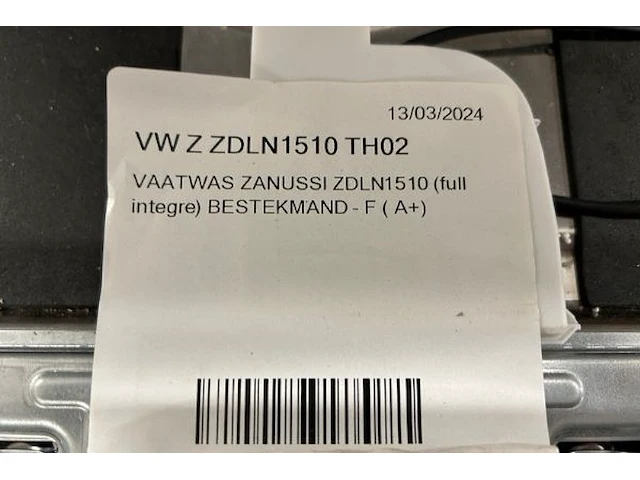 13/03/2024
VW Z ZDLN1510 TH02
VAATWAS ZANUSSI ZDLN1510 (full
integre) BESTEKMAND - F ( A+)